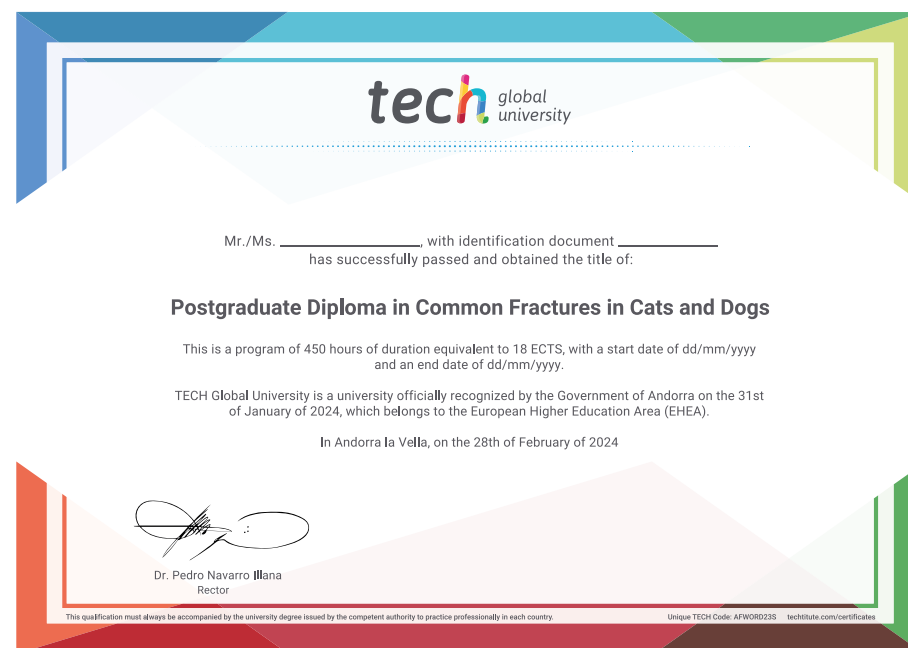 tech global university
Mr./Ms. ____________________, with identification document ______________
has successfully passed and obtained the title of:
Postgraduate Diploma in Common Fractures in Cats and Dogs
This is a program of 450 hours of duration equivalent to 18 ECTS, with a start date of dd/mm/yyyy
and an end date of dd/mm/yyyy.
TECH Global University is a university officially recognized by the Government of Andorra on the 31st
of January of 2024, which belongs to the European Higher Education Area (EHEA).
In Andorra la Vella, on the 28th of February of 2024
Dr. Pedro Navarro Illana
Rector
This qualification must always be accompanied by the university degree issued by the competent authority to practice professionally in each country.
Unique TECH Code: AFWORD23S techtitute.com/certificates